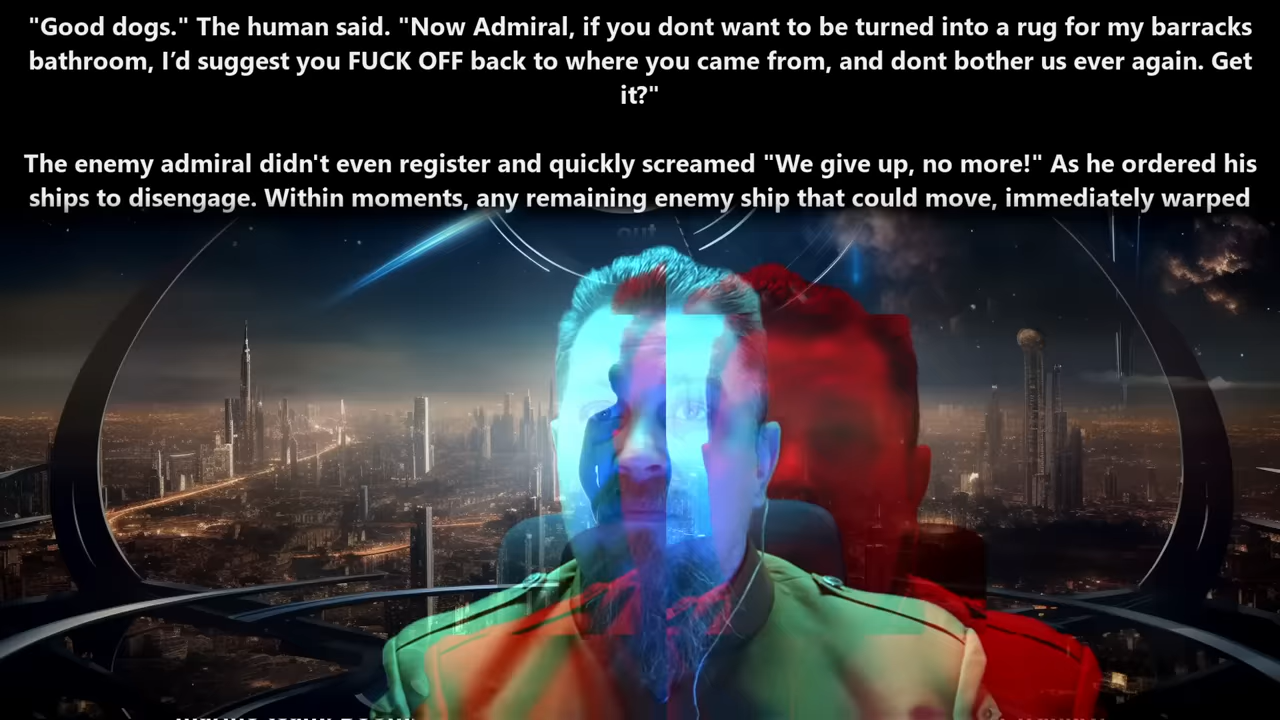 "Good dogs." The human said. "Now Admiral, if you dont want to be turned into a rug for my barracks
bathroom, I’d suggest you FUCK OFF back to where you came from, and dont bother us ever again. Get
it?"
The enemy admiral didn't even register and quickly screamed "We give up, no more!" As he ordered his
ships to disengage. Within moments, any remaining enemy ship that could move, immediately warped
out